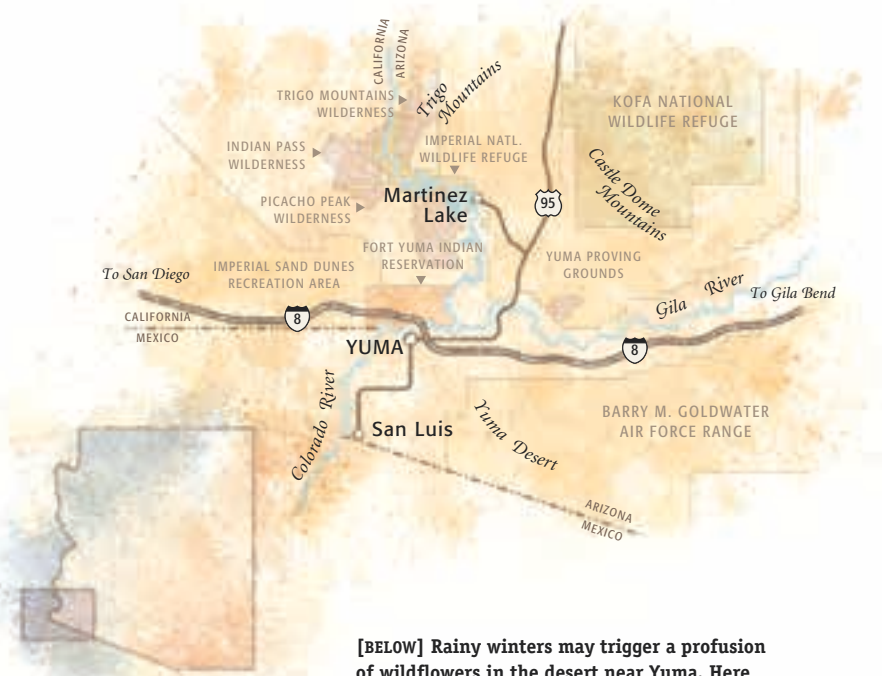 CALIFORNIA
ARIZONA
TRIGO MOUNTAINS
WILDERNESS
Trigo
Mountains
KOFA NATIONAL
WILDLIFE REFUGE
INDIAN PASS
WILDERNESS
IMPERIAL NATL.
WILDLIFE REFUGE
Castle Dome
Mountains
PICACHO PEAK
WILDERNESS
Martinez
Lake
95
FORT YUMA INDIAN
RESERVATION
IMPERIAL SAND DUNES
RECREATION AREA
YUMA PROVING
GROUNDS
To San Diego
Gila River
To Gila Bend
CALIFORNIA
MEXICO
8
YUMA
8
Colorado River
San Luis
Yuma Desert
BARRY M. GOLDWATER
AIR FORCE RANGE
ARIZONA
MEXICO
[BELOW] Rainy winters may trigger a profusion
of wildflowers in the desert near Yuma. Here